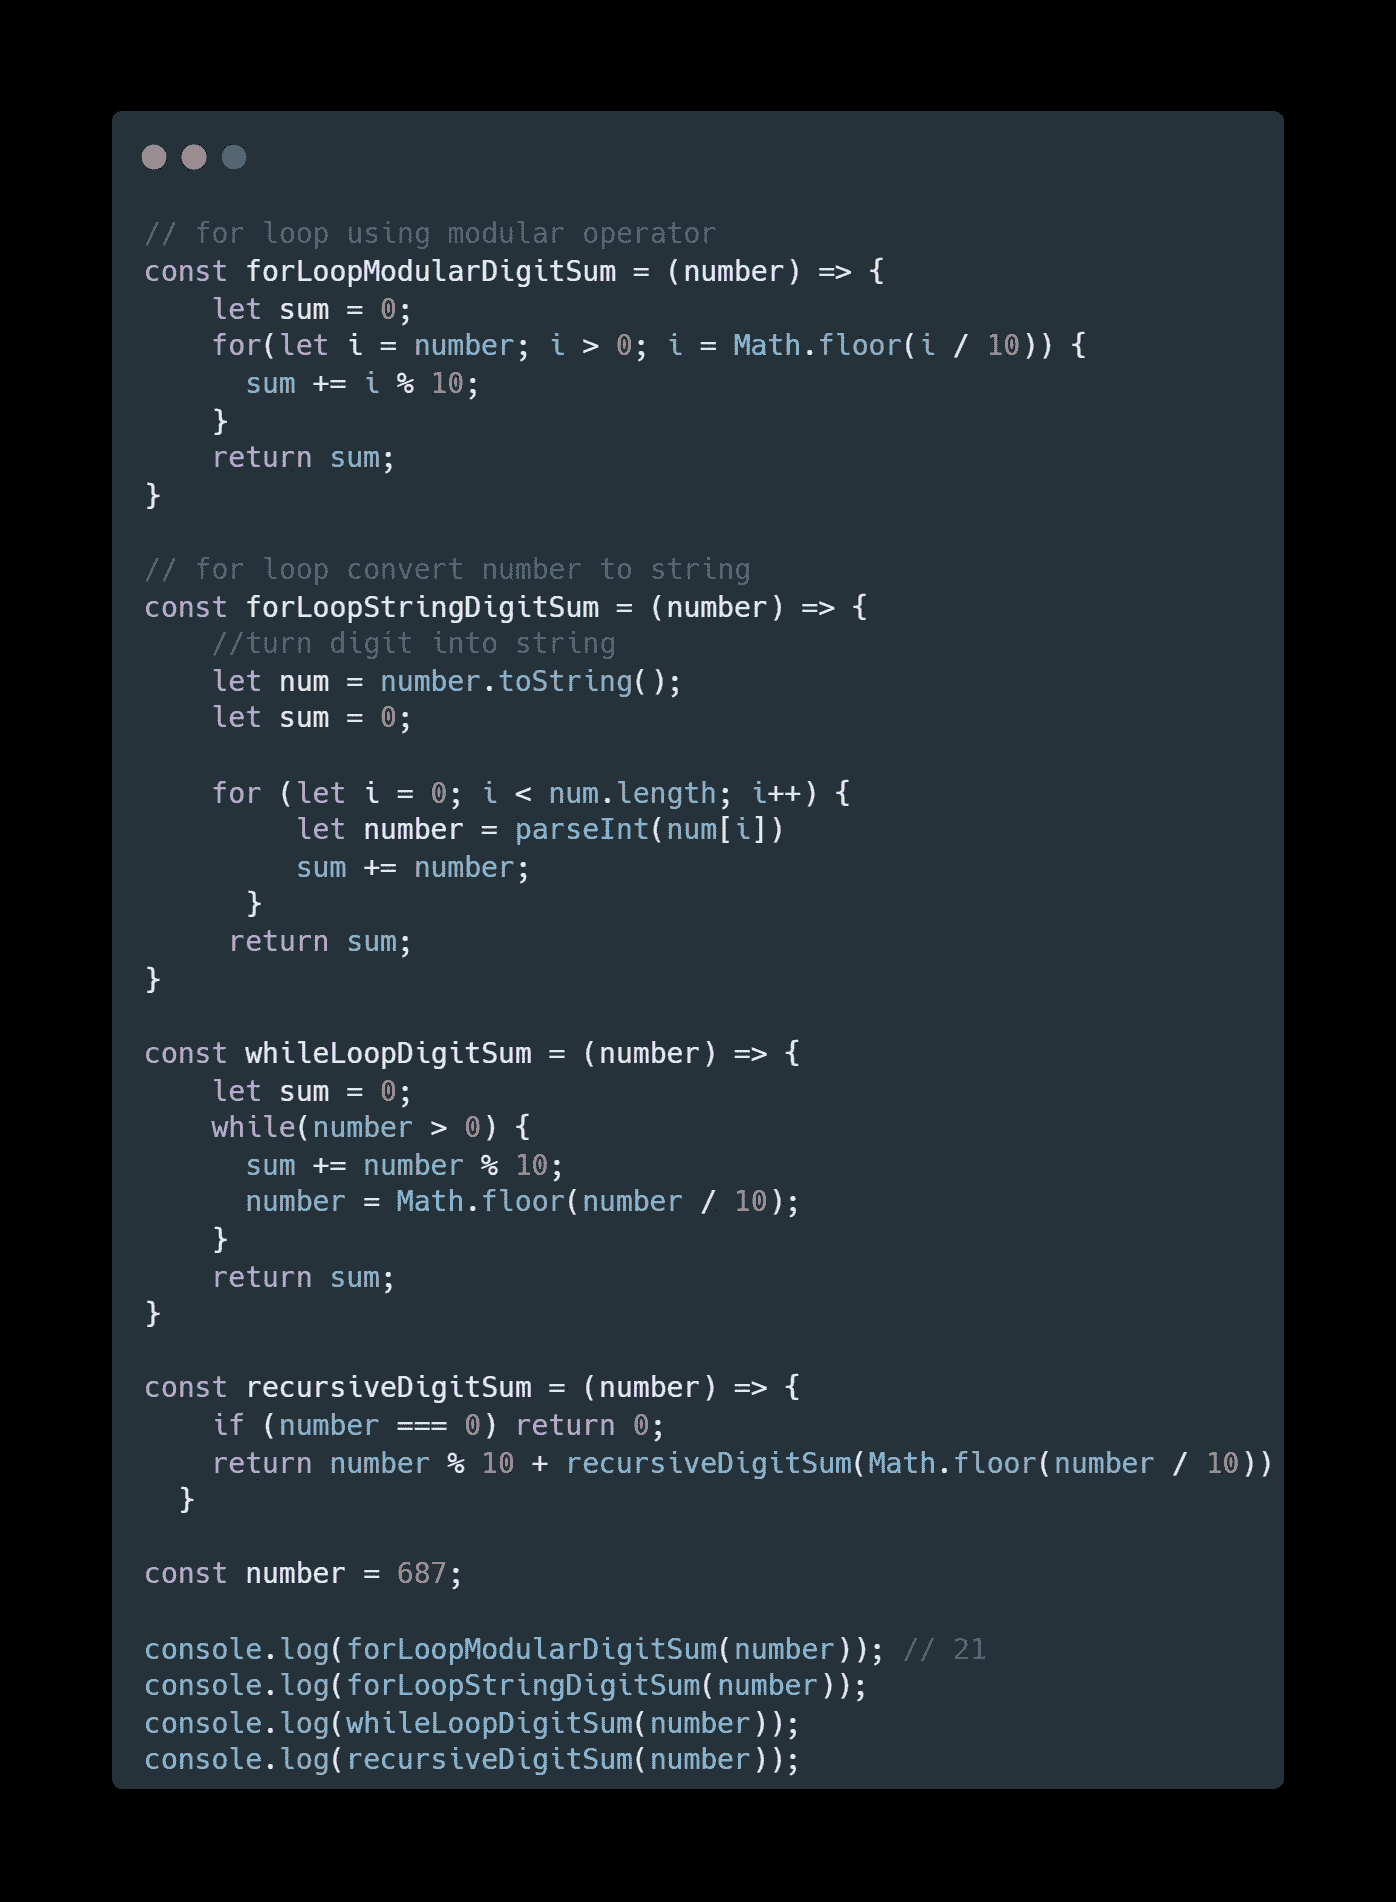 // for loop using modular operator
const forLoopModularDigitSum = (number) => {
    let sum = 0;
    for(let i = number; i > 0; i = Math.floor(i / 10)) {
      sum += i % 10;
    }
    return sum;
}

// for loop convert number to string
const forLoopStringDigitSum = (number) => {
    //turn digit into string
    let num = number.toString();
    let sum = 0;

    for (let i = 0; i < num.length; i++) {
         let number = parseInt(num[i])
         sum += number;
      }
     return sum;
}

const whileLoopDigitSum = (number) => {
    let sum = 0;
    while(number > 0) {
      sum += number % 10;
      number = Math.floor(number / 10);
    }
    return sum;
}

const recursiveDigitSum = (number) => {
    if (number === 0) return 0;
    return number % 10 + recursiveDigitSum(Math.floor(number / 10))
  }

const number = 687;

console.log(forLoopModularDigitSum(number)); // 21
console.log(forLoopStringDigitSum(number));
console.log(whileLoopDigitSum(number));
console.log(recursiveDigitSum(number));